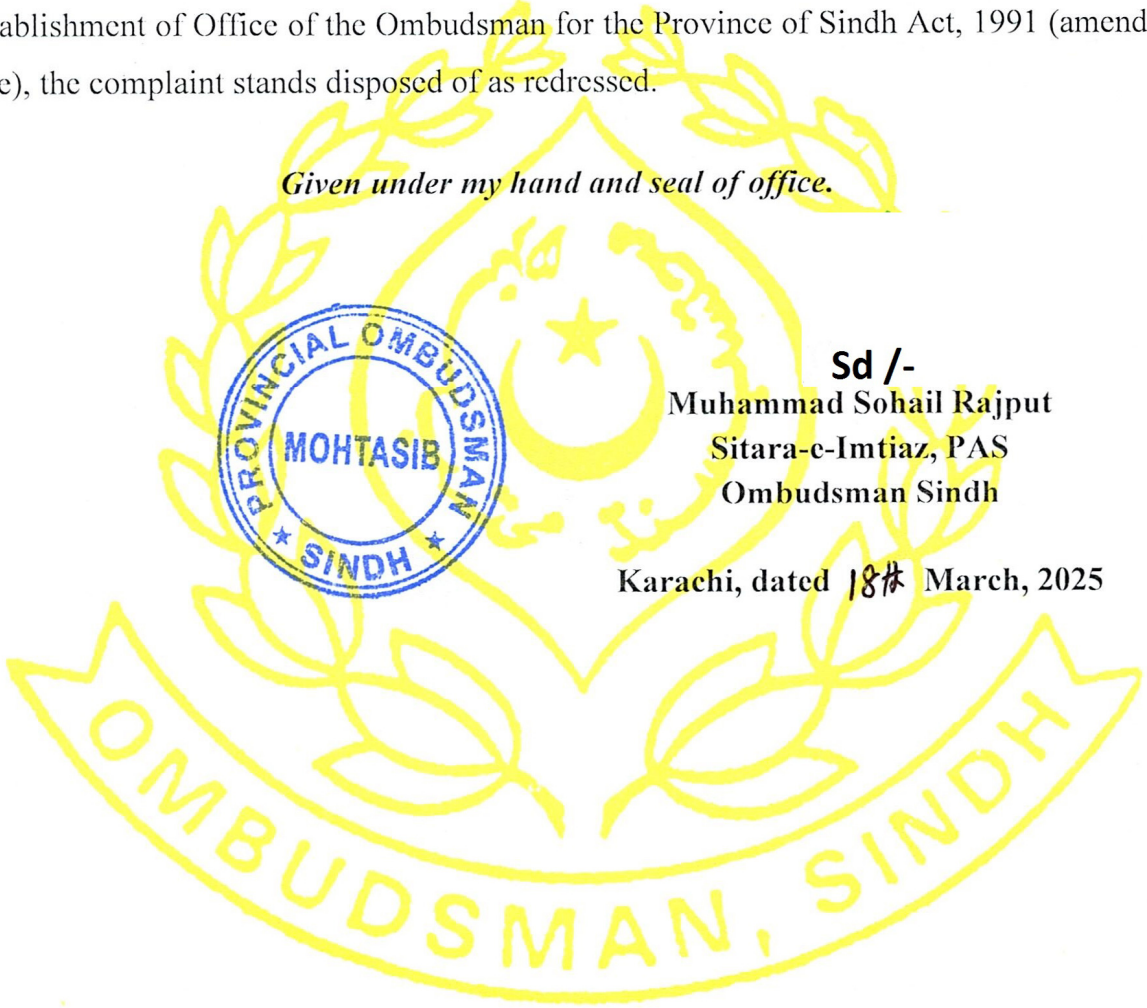 ablishment of Office of the Ombudsman for the Province of Sindh Act, 1991 (amend
e), the complaint stands disposed of as redressed.
Given under my hand and seal of office.
PROVINCIAL OMBUDSMAN
MOHTASIB
★ SINDH ★
Sd /-
Muhammad Sohail Rajput
Sitara-e-Imtiaz, PAS
Ombudsman Sindh
Karachi, dated 18th March, 2025
OMBUDSMAN, SINDH